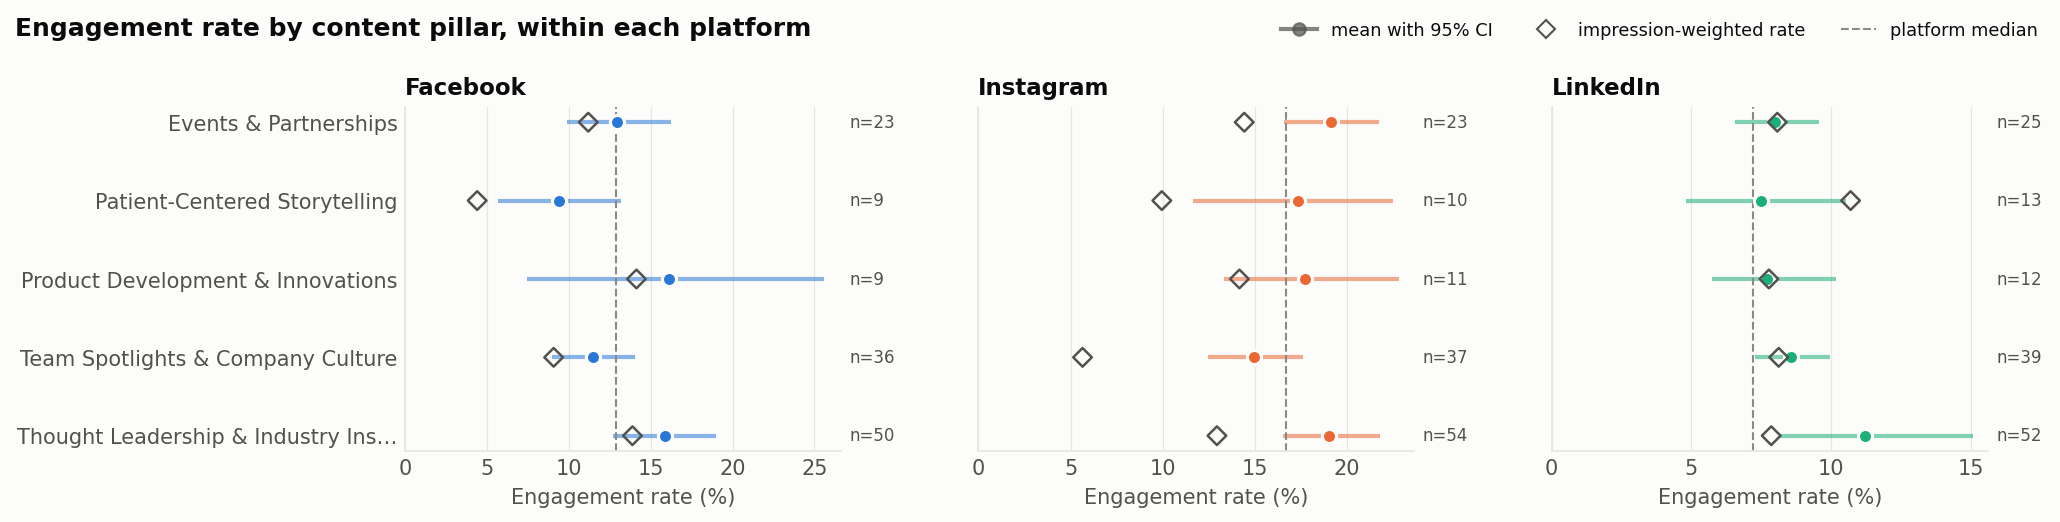 Engagement rate by content pillar, within each platform
mean with 95% CI
impression-weighted rate
platform median
Facebook
Instagram
LinkedIn
Events & Partnerships
n=23
n=23
n=25
Patient-Centered Storytelling
n=9
n=10
n=13
Product Development & Innovations
n=9
n=11
n=12
Team Spotlights & Company Culture
n=36
n=37
n=39
Thought Leadership & Industry Ins…
n=50
n=54
n=52
0 5 10 15 20 25
0 5 10 15 20
0 5 10 15
Engagement rate (%)
Engagement rate (%)
Engagement rate (%)